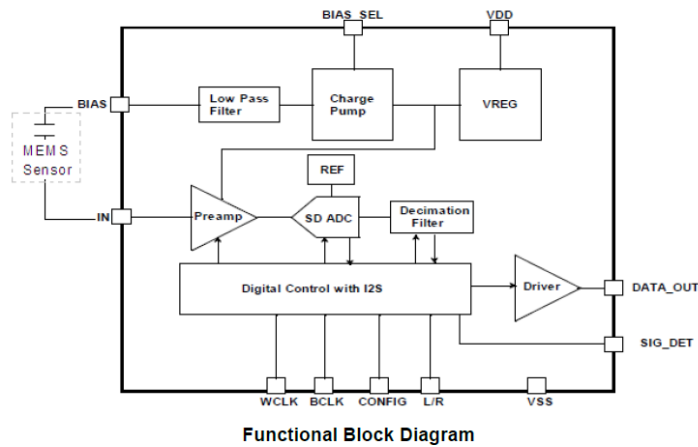 BIAS_SEL
VDD
BIAS
Low Pass
Filter
Charge
Pump
VREG
MEMS
Sensor
REF
IN
Preamp
SD ADC
Decimation
Filter
Digital Control with I2S
Driver
DATA_OUT
SIG_DET
WCLK
BCLK
CONFIG
L/R
VSS
Functional Block Diagram